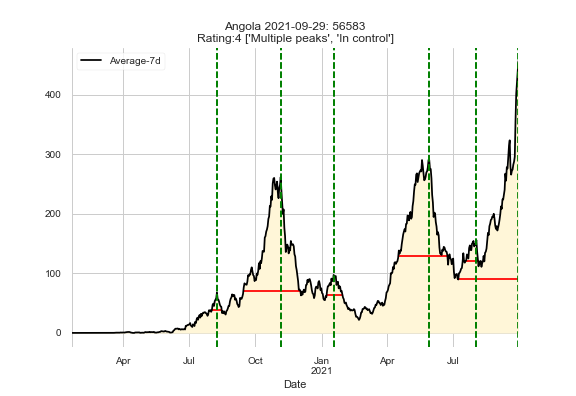 Angola 2021-09-29: 56583
Rating:4 ['Multiple peaks', 'In control']
Average-7d
400
300
200
100
0
Apr
Jul
Oct
Jan
2021
Apr
Jul
Date